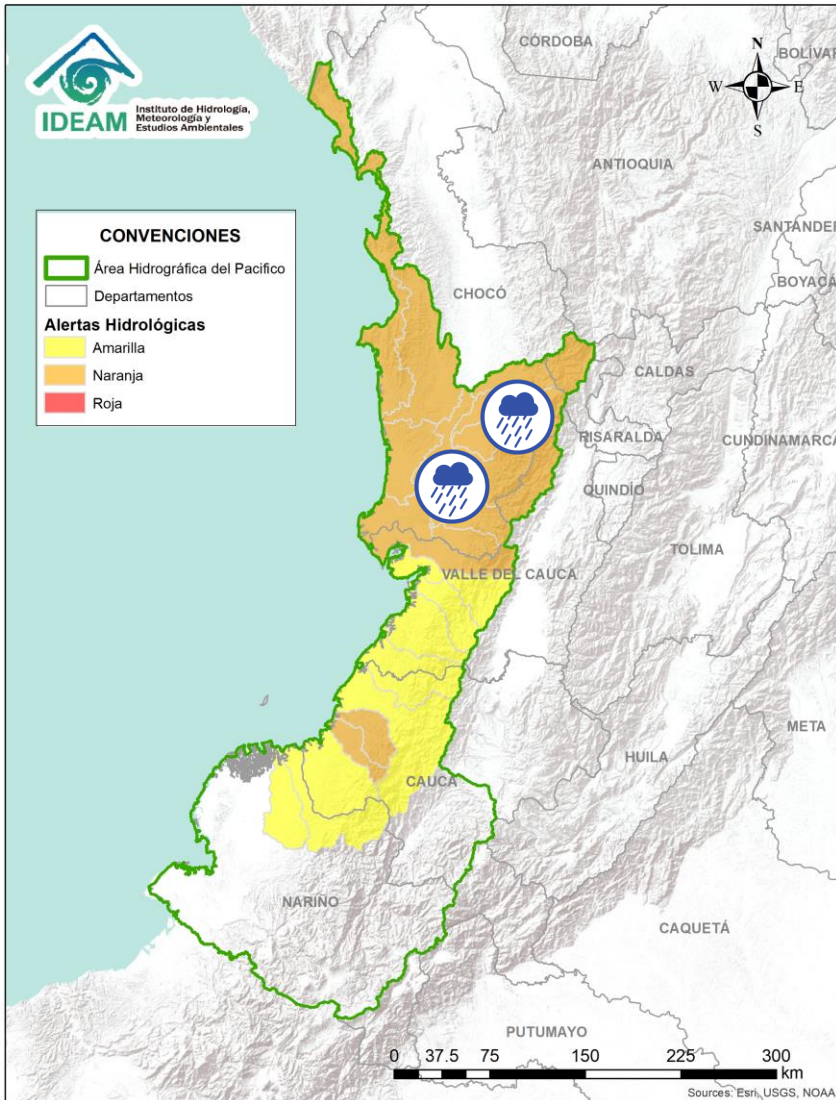 IDEAM
Instituto de Hidrología,
Meteorología y
Estudios Ambientales
N
W E
S
CÓRDOBA
BOLÍVAR
ANTIOQUIA
SANTANDER
BOYACÁ
CHOCÓ
CALDAS
RISARALDA
CUNDINAMARCA
QUINDÍO
TOLIMA
VALLE DEL CAUCA
META
HUILA
CAUCA
NARIÑO
CAQUETÁ
PUTUMAYO
CONVENCIONES
Área Hidrográfica del Pacifico
Departamentos
Alertas Hidrológicas
Amarilla
Naranja
Roja
0 37.5 75 150 225 300
km
Sources: Esri, USGS, NOAA